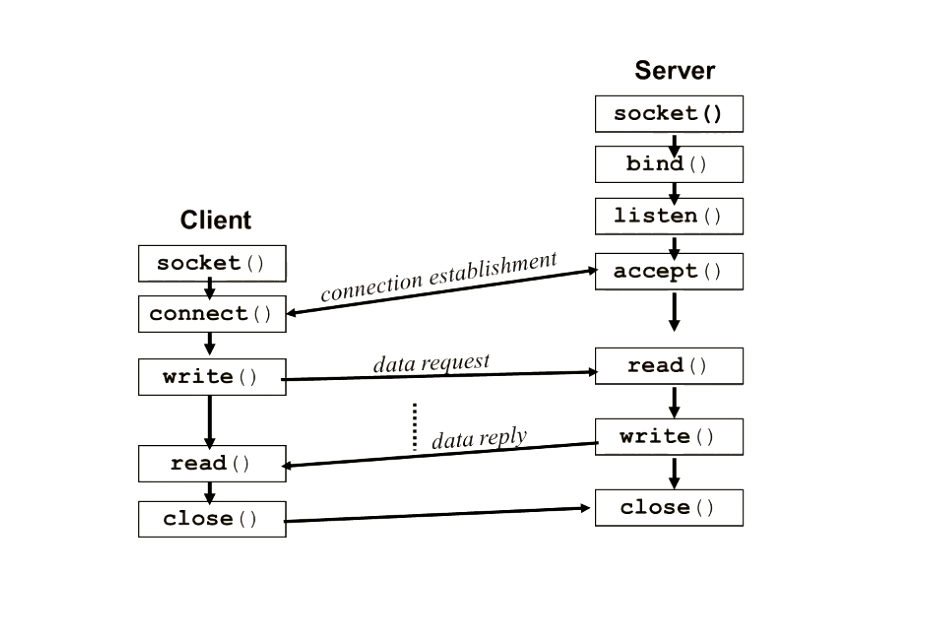 Server
socket()
bind()
listen()
accept()
read()
write()
close()
Client
socket()
connect()
write()
read()
close()
connection establishment
data request
data reply